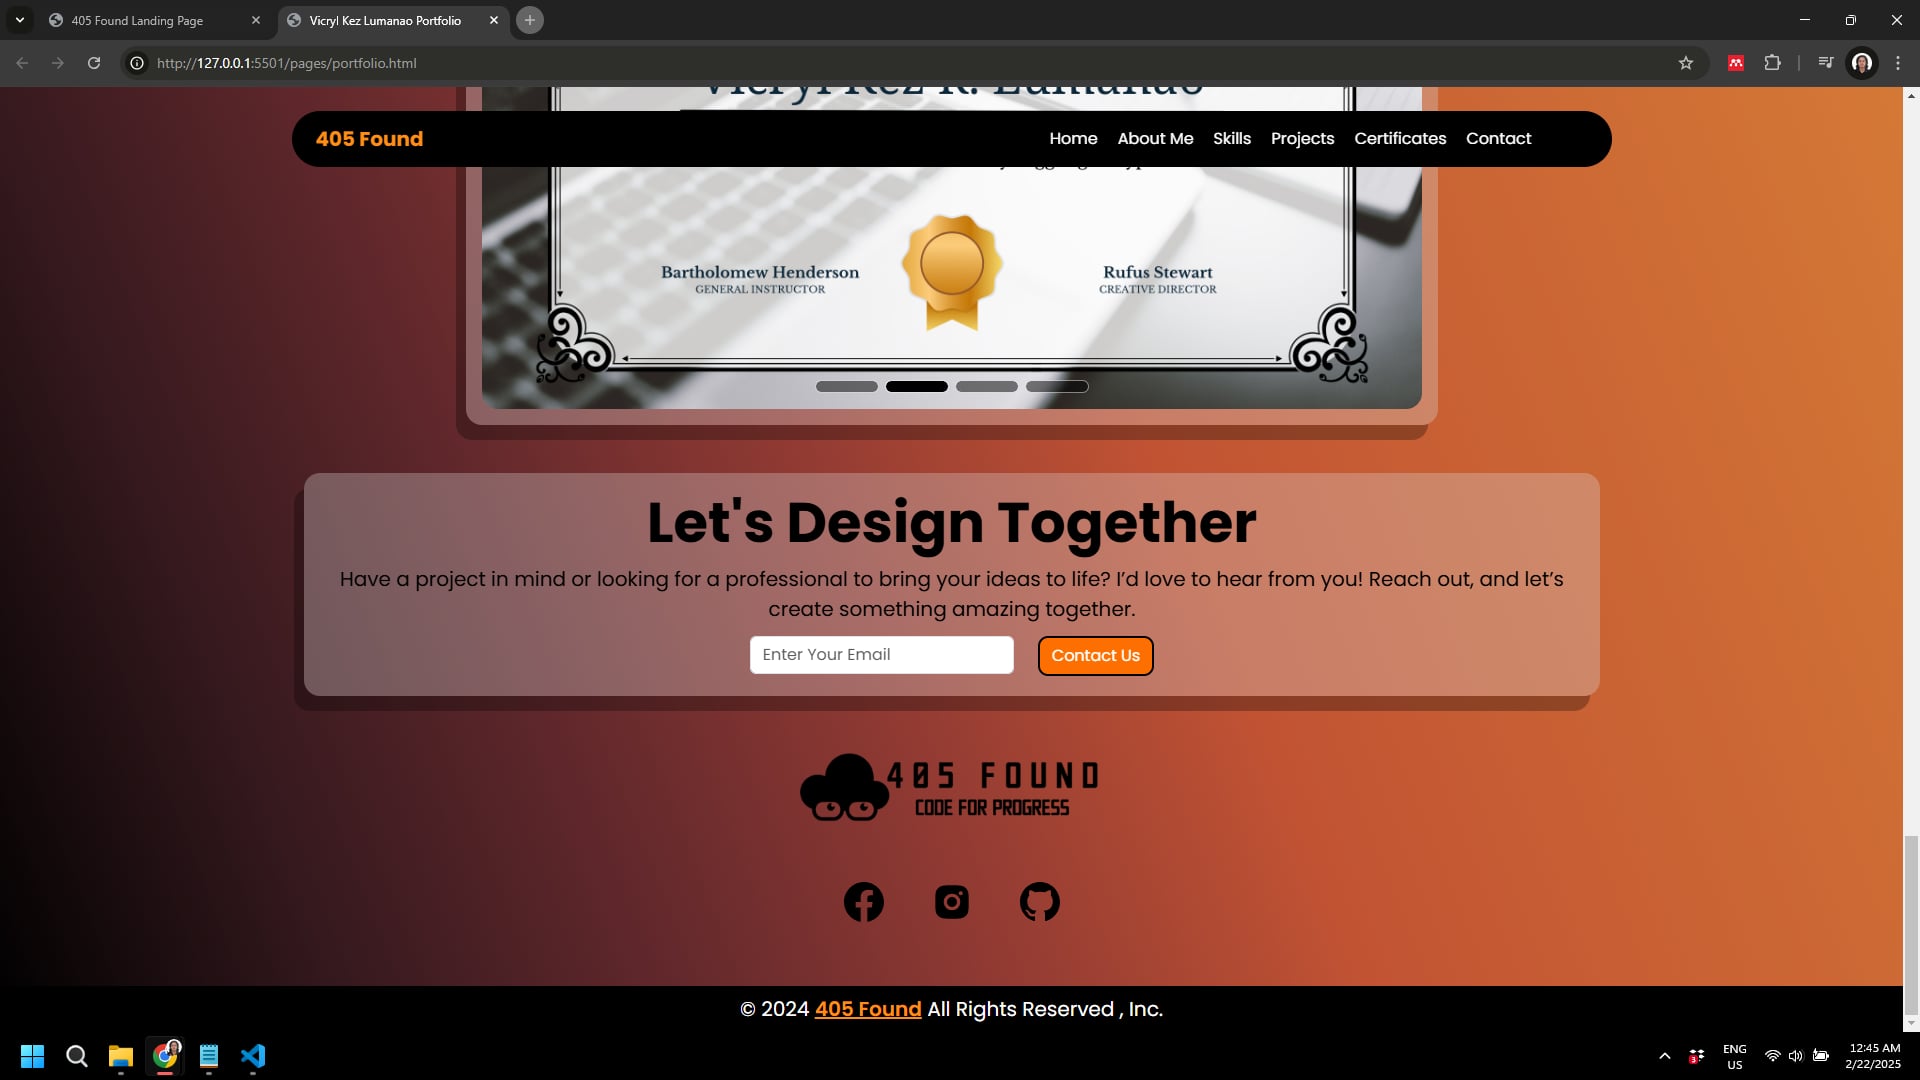 405 Found Landing Page
Vicryl Kez Lumanao Portfolio
http://127.0.0.1:5501/pages/portfolio.html
Vicryl Kez R. Lumanao
405 Found
Home About Me Skills Projects Certificates Contact
Bartholomew Henderson
GENERAL INSTRUCTOR
Rufus Stewart
CREATIVE DIRECTOR
Let's Design Together
Have a project in mind or looking for a professional to bring your ideas to life? I’d love to hear from you! Reach out, and let’s
create something amazing together.
Enter Your Email
Contact Us
405 FOUND
CODE FOR PROGRESS
© 2024 405 Found All Rights Reserved , Inc.
3
ENG
US
12:45 AM
2/22/2025